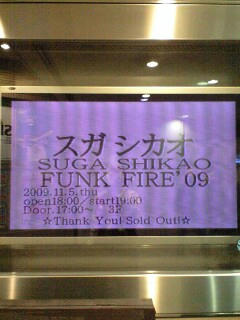 スガ シカオ
SUGA SHIKAO
FUNK FIRE'09
2009.11.5.thu
open18:00/start19:00
Door.17:00〜 3F
☆Thank You! Sold Out!☆